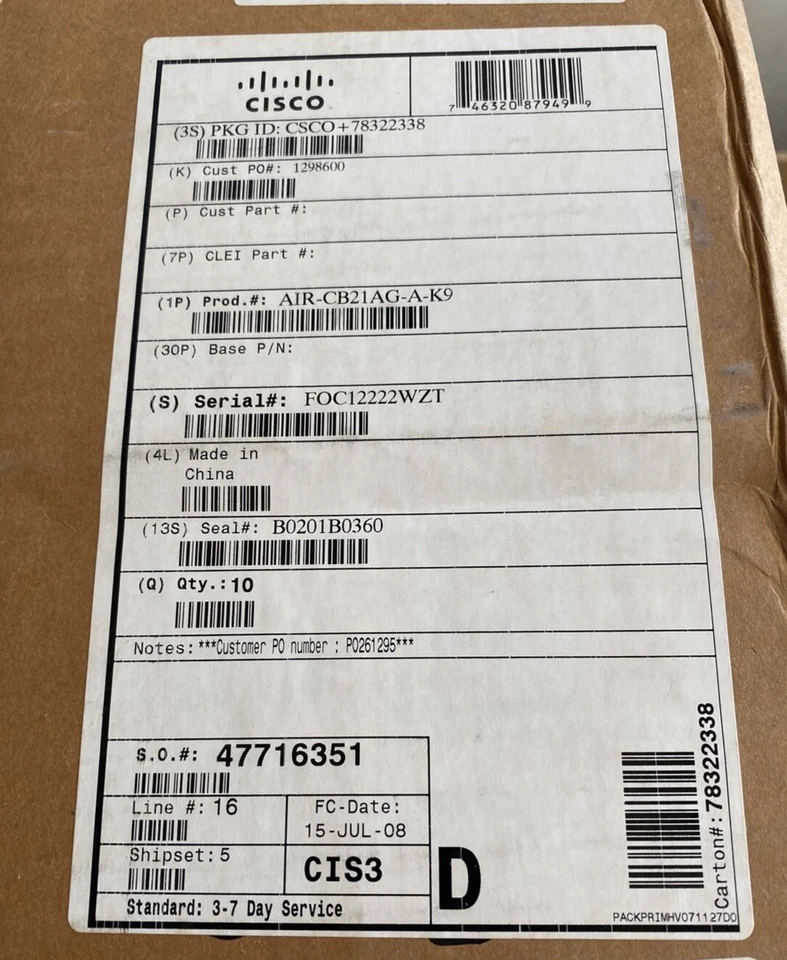 CISCO
7 46320 87949 9
(3S) PKG ID: CSCO+78322338
(K) Cust PO#: 1298600
(P) Cust Part #:
(7P) CLEI Part #:
(1P) Prod.#: AIR-CB21AG-A-K9
(30P) Base P/N:
(S) Serial#: FOC12222WZT
(4L) Made in
China
(13S) Seal#: B0201B0360
(Q) Qty.: 10
Notes: ***Customer PO number : PO261295***
S.O.#: 47716351
Line #: 16
FC-Date:
15-JUL-08
Shipset: 5
CIS3
D
Standard: 3-7 Day Service
Carton#: 78322338
PACKPRIMHV071127D0